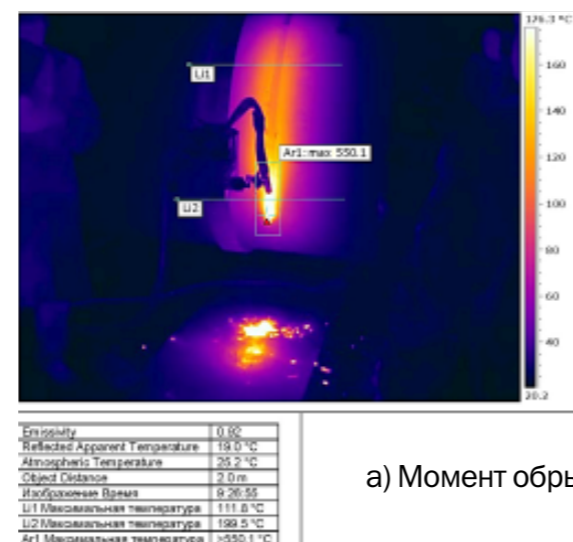 176.3 °C
160
Li1
140
Ar1: max 550.1
120
Li2
100
80
60
40
20.2
Emissivity 0.92
Reflected Apparent Temperature 19.0 °C
Atmospheric Temperature 25.2 °C
Object Distance 2.0 m
Изображение Время 9:26:55
Li1 Максимальная температура 111.8 °C
Li2 Максимальная температура 199.5 °C
Ar1 Максимальная температура >550.1 °C
а) Момент обры